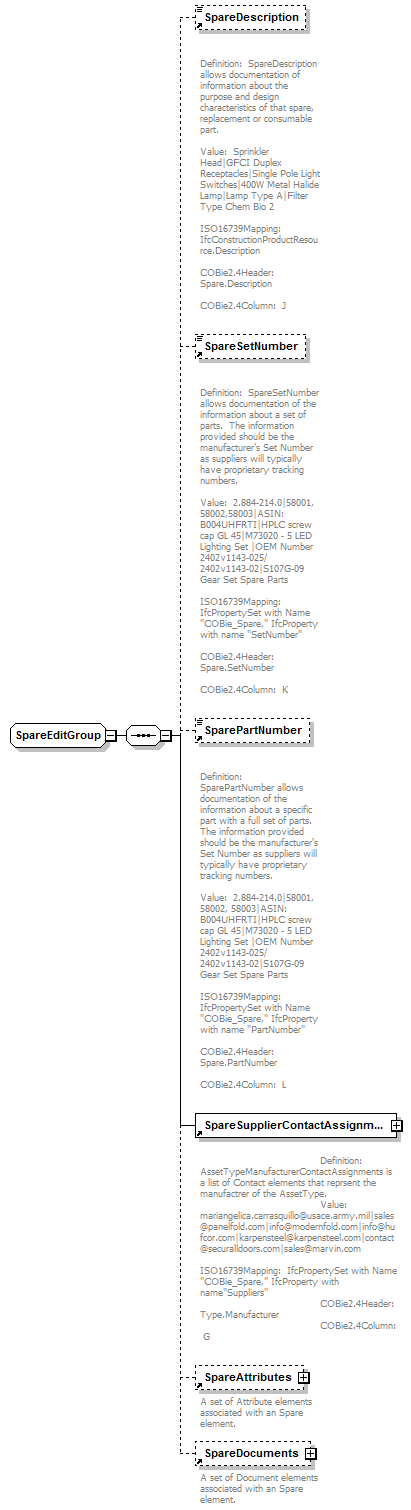 SpareDescription
Definition:  SpareDescription
allows documentation of
information about the
purpose and design
characteristics of that spare,
replacement or consumable
part.
Value:  Sprinkler
Head|GFCI Duplex
Receptacles|Single Pole Light
Switches|400W Metal Halide
Lamp|Lamp Type A|Filter
Type Chem Bio 2
ISO16739Mapping:
IfcConstructionProductResou
rce.Description
COBie2.4Header:
Spare.Description
COBie2.4Column:  J
SpareSetNumber
Definition:  SpareSetNumber
allows documentation of the
information about a set of
parts.  The information
provided should be the
manufacturer's Set Number
as suppliers will typically
have proprietary tracking
numbers.
Value:  2.884-214.0|58001,
58002,58003|ASIN:
B004UHFRTI|HPLC screw
cap GL 45|M73020 - 5 LED
Lighting Set |OEM Number
2402v1143-025/
2402v1143-02|S107G-09
Gear Set Spare Parts
ISO16739Mapping:
IfcPropertySet with Name
"COBie_Spare," IfcProperty
with name "SetNumber"
COBie2.4Header:
Spare.SetNumber
COBie2.4Column:  K
SpareEditGroup
SparePartNumber
Definition:
SparePartNumber allows
documentation of the
information about a specific
part with a full set of parts.
The information provided
should be the manufacturer's
Set Number as suppliers will
typically have proprietary
tracking numbers.
Value:  2.884-214.0|58001,
58002, 58003|ASIN:
B004UHFRTI|HPLC screw
cap GL 45|M73020 - 5 LED
Lighting Set |OEM Number
2402v1143-025/
2402v1143-02|S107G-09
Gear Set Spare Parts
ISO16739Mapping:
IfcPropertySet with Name
"COBie_Spare," IfcProperty
with name "PartNumber"
COBie2.4Header:
Spare.PartNumber
COBie2.4Column:  L
SpareSupplierContactAssignm...
Definition:
AssetTypeManufacturerContactAssignments is
a list of Contact elements that reprsent the
manufactrer of the AssetType.
Value:
mariangelica.carrasquillo@usace.army.mil|sales
@panelfold.com|info@modernfold.com|info@hu
fcor.com|karpensteel@karpensteel.com|contact
@securalldoors.com|sales@marvin.com
ISO16739Mapping:  IfcPropertySet with Name
"COBie_Spare," IfcProperty with
name"Suppliers"
COBie2.4Header:
Type.Manufacturer
COBie2.4Column:
G
SpareAttributes
A set of Attribute elements
associated with an Spare
element.
SpareDocuments
A set of Document elements
associated with an Spare
element.